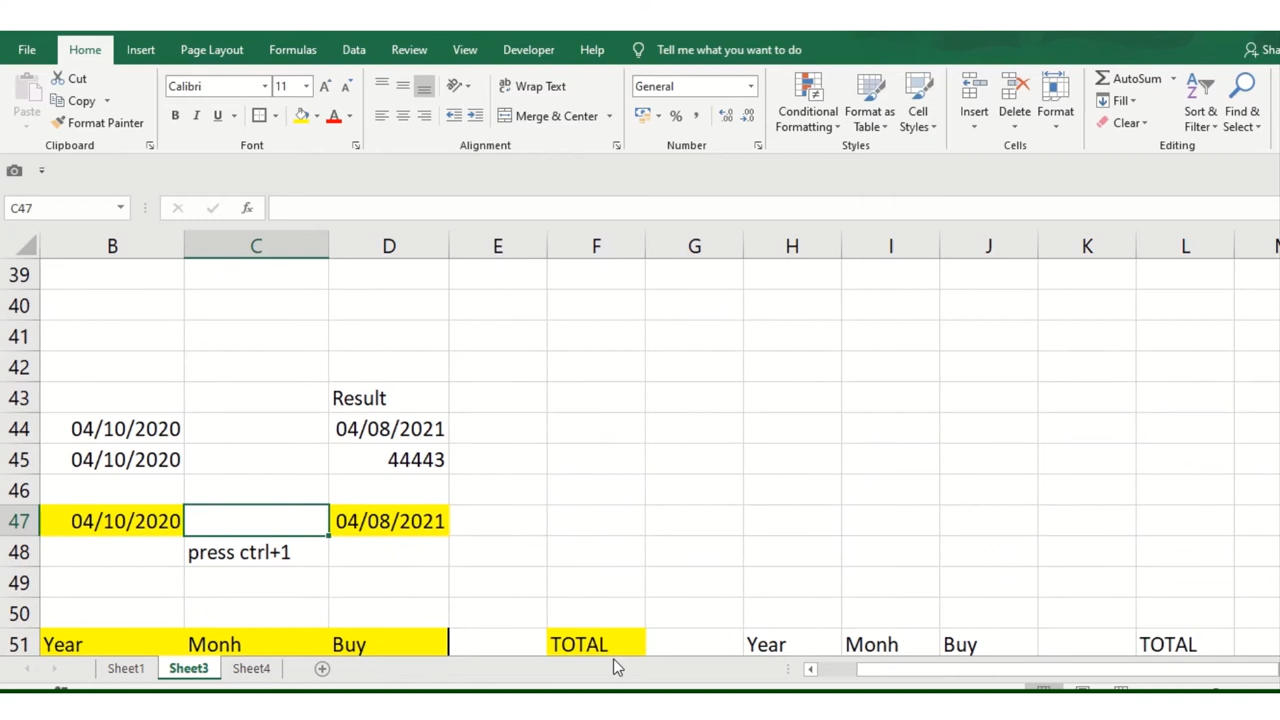 File Home Insert Page Layout Formulas Data Review View Developer Help Tell me what you want to do
Paste Cut Copy Format Painter Clipboard
Calibri 11 A A B I U A Font
Wrap Text Merge & Center Alignment
General % , Number
Conditional Formatting Format as Table Cell Styles Styles
Insert Delete Format Cells
AutoSum Fill Clear Sort & Filter Find & Select Editing
C47 fx
B C D E F G H I J K L
39
40
41
42
43 Result
44 04/10/2020 04/08/2021
45 04/10/2020 44443
46
47 04/10/2020 04/08/2021
48 press ctrl+1
49
50
51 Year Monh Buy TOTAL Year Monh Buy TOTAL
Sheet1 Sheet3 Sheet4